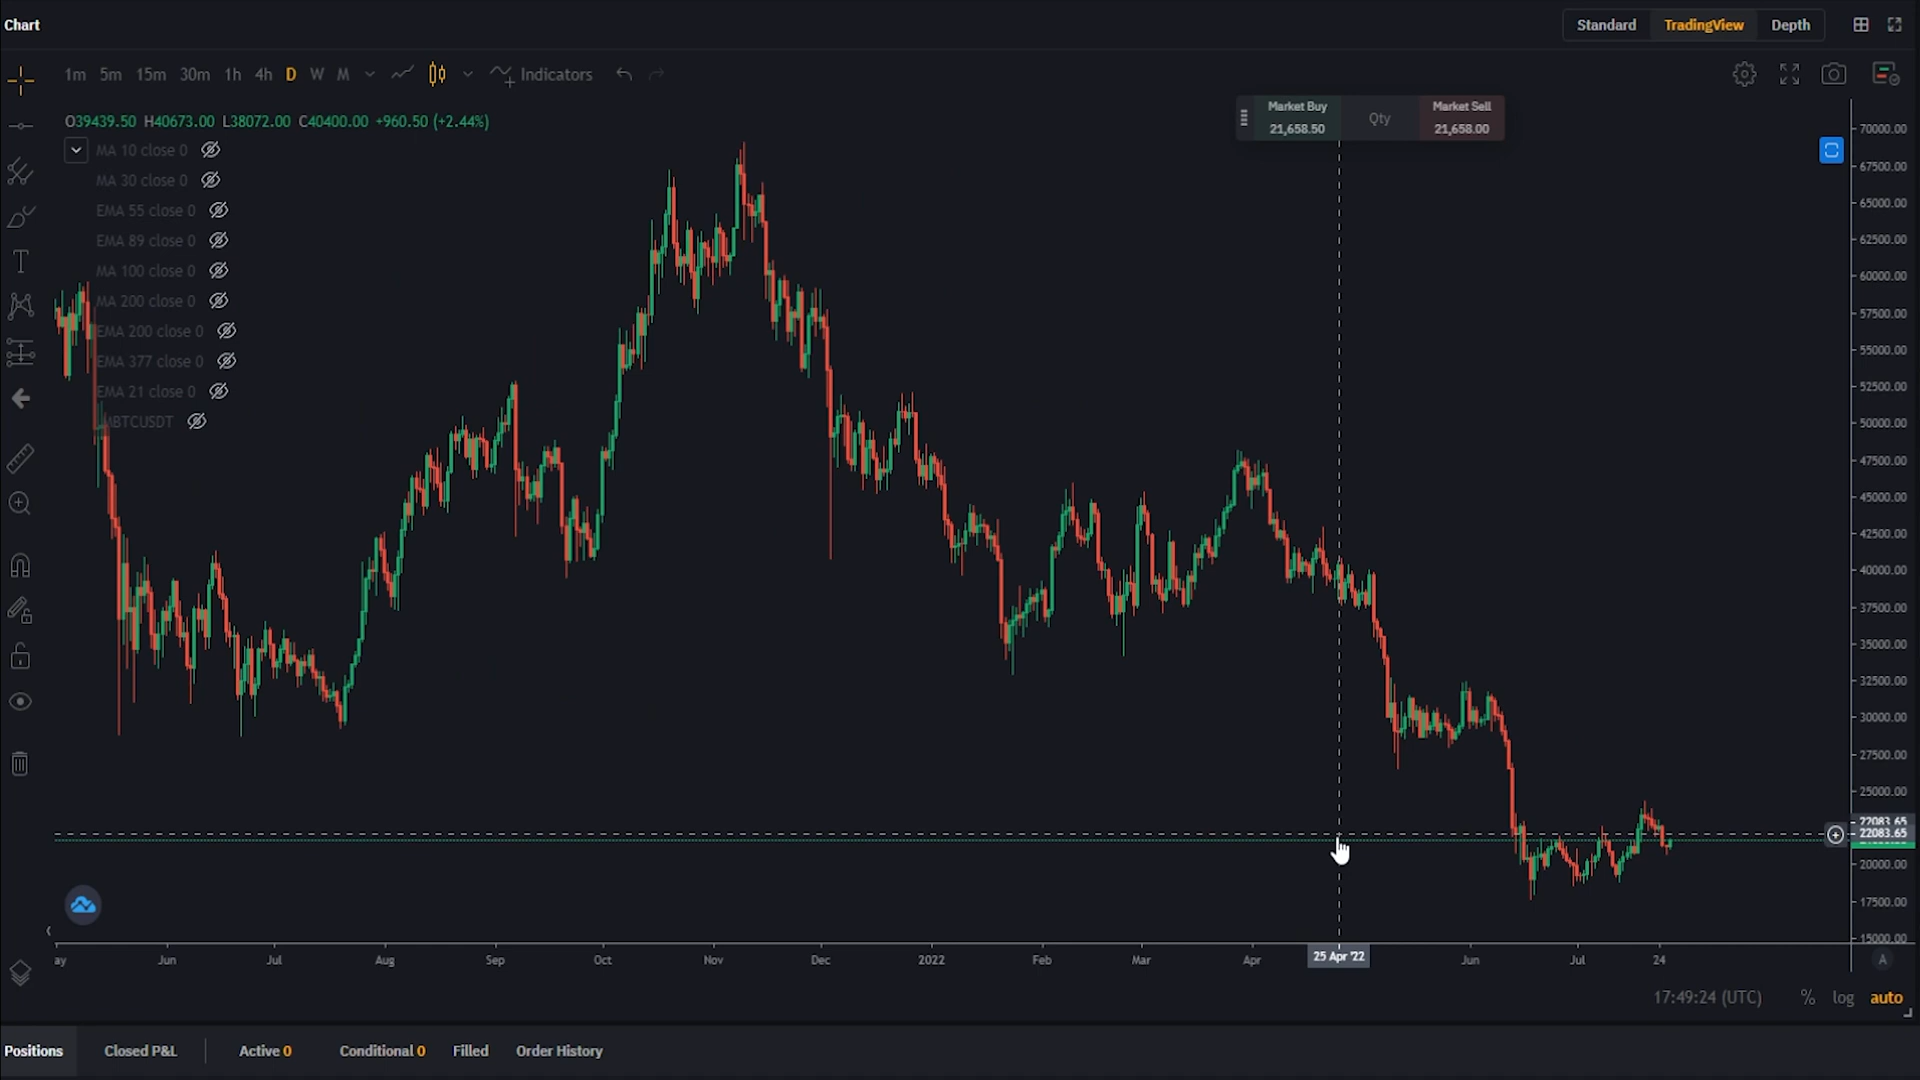 Chart
Standard TradingView Depth
1m 5m 15m 30m 1h 4h D W M Indicators
O39439.50 H40673.00 L38072.00 C40400.00 +960.50 (+2.44%)
Market Buy
21,658.50
Qty
Market Sell
21,658.00
MA 10 close 0
MA 30 close 0
EMA 55 close 0
EMA 89 close 0
MA 100 close 0
MA 200 close 0
EMA 200 close 0
EMA 377 close 0
EMA 21 close 0
MBTCUSDT
70000.00
67500.00
65000.00
62500.00
60000.00
57500.00
55000.00
52500.00
50000.00
47500.00
45000.00
42500.00
40000.00
37500.00
35000.00
32500.00
30000.00
27500.00
25000.00
22083.65
22083.65
20000.00
17500.00
15000.00
ay Jun Jul Aug Sep Oct Nov Dec 2022 Feb Mar Apr 25 Apr '22 Jun Jul 24 A
17:49:24 (UTC) % log auto
Positions Closed P&L Active 0 Conditional 0 Filled Order History